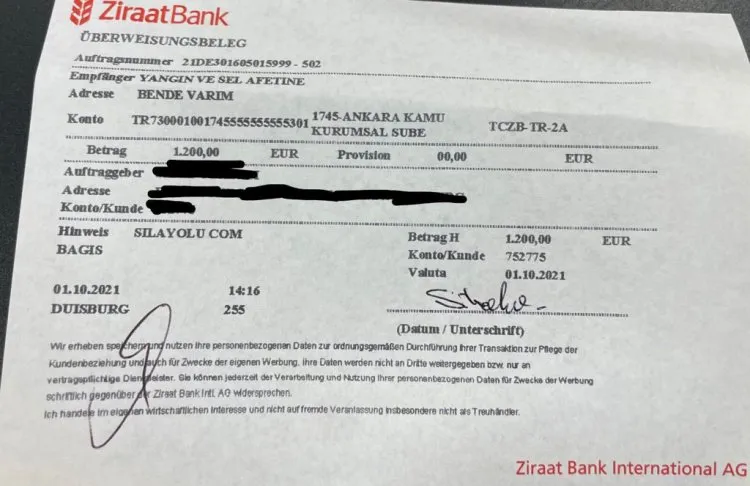 ZiraatBank
ÜBERWEISUNGSBELEG
Auftragsnummer 21DE301605015999 - 502
Empfänger YANGIN VE SEL AFETINE
Adresse BENDE VARIM
Konto TR730001001745555555555301 1745-ANKARA KAMU KURUMSAL SUBE TCZB-TR-2A
Betrag 1.200,00 EUR Provision 00,00 EUR
Auftraggeber
Adresse
Konto/Kunde
Hinweis SILAYOLU COM Betrag H 1.200,00 EUR
BAGIS Konto/Kunde 752775
Valuta 01.10.2021
01.10.2021 14:16
DUISBURG 255
(Datum / Unterschrift)
Wir erheben speichern und nutzen Ihre personenbezogenen Daten zur ordnungsgemäßen Durchführung Ihrer Transaktion zur Pflege der
Kundenbeziehung und auch für Zwecke der eigenen Werbung. Ihre Daten werden nicht an Dritte weitergegeben bzw. nur an
vertragspflichtige Dienstleister. Sie können jederzeit der Verarbeitung und Nutzung Ihrer personenbezogenen Daten für Zwecke der Werbung
schriftlich gegenüber der Ziraat Bank Intl. AG widersprechen.
Ich handele im eigenen wirtschaftlichen Interesse und nicht auf fremde Veranlassung insbesondere nicht als Treuhändler.
Ziraat Bank International AG